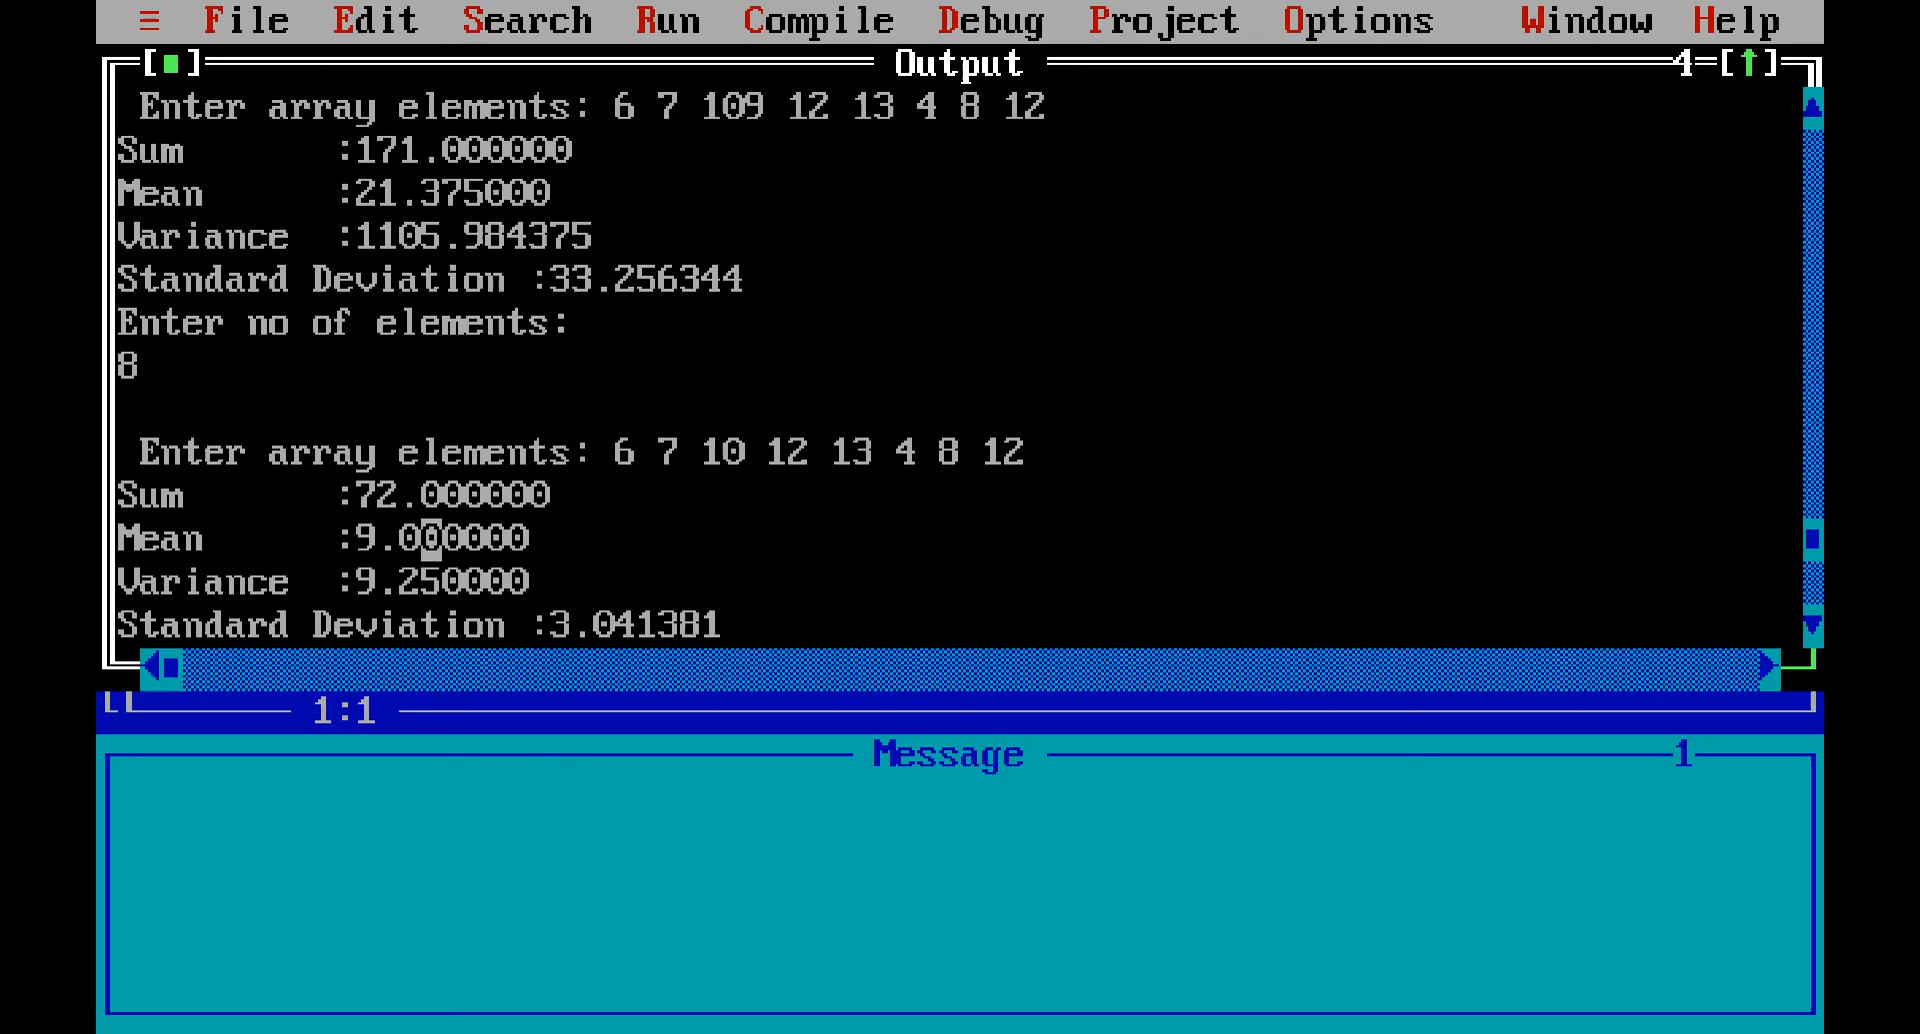 ≡ File Edit Search Run Compile Debug Project Options Window Help
[■] Output 4=[↑]
Enter array elements: 6 7 109 12 13 4 8 12
Sum :171.000000
Mean :21.375000
Variance :1105.984375
Standard Deviation :33.256344
Enter no of elements:
8
Enter array elements: 6 7 10 12 13 4 8 12
Sum :72.000000
Mean :9.000000
Variance :9.250000
Standard Deviation :3.041381
1:1
Message 1